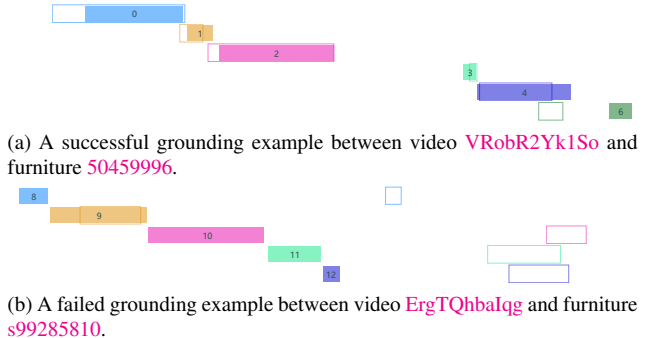 0
1
2
3
4
6
(a) A successful grounding example between video VRobR2Yk1So and
furniture 50459996.
8
9
10
11
12
(b) A failed grounding example between video ErgTQhbaIqg and furniture
s99285810.